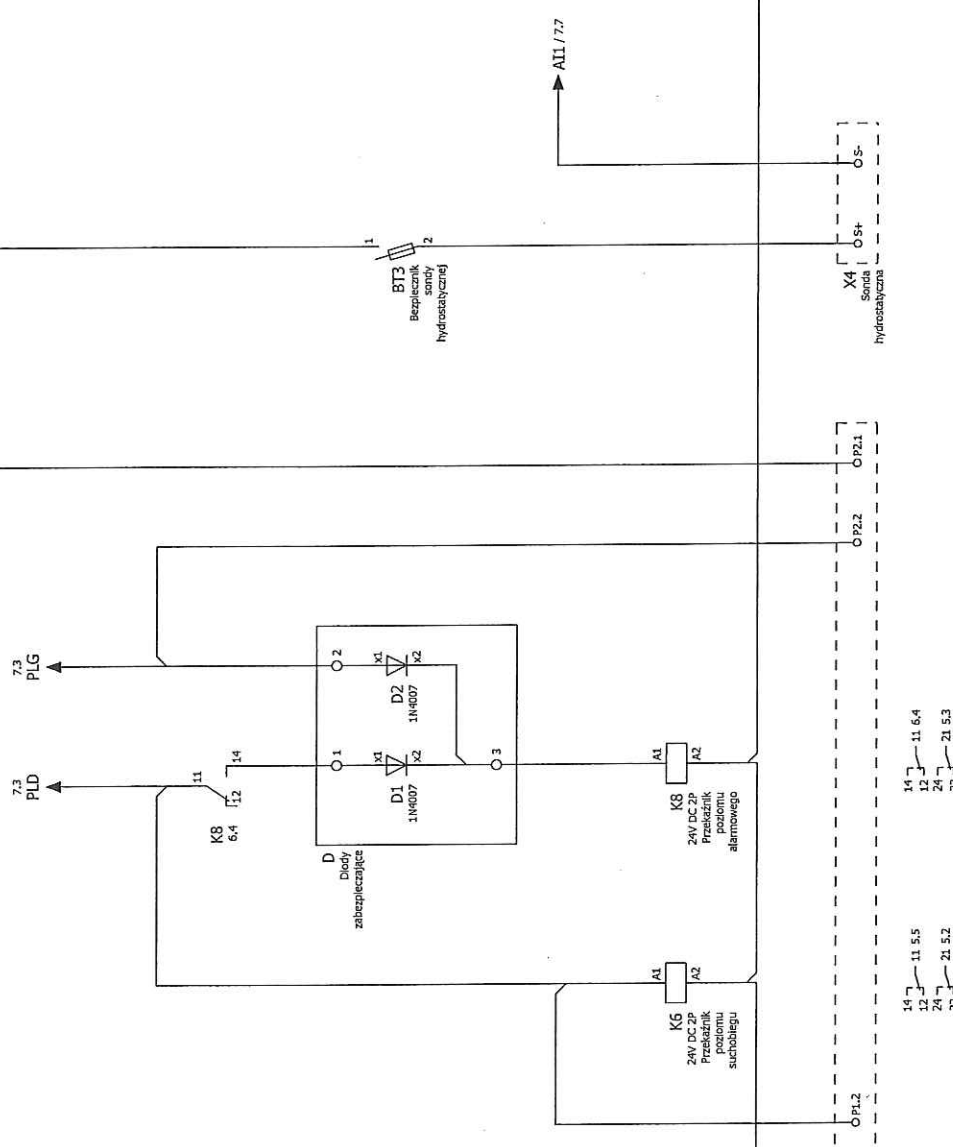 7.3
PLD
7.3
PLG
AI1 / 7.7
K8
6.4
11
12
14
D
Diody
zabezpieczające
1
2
x1
x2
D1
1N4007
x1
x2
D2
1N4007
3
BT3
Bezpiecznik
sondy
hydrostatycznej
1
2
K6
24V DC 2P
Przekaźnik
poziomu
suchobiegu
A1
A2
K8
24V DC 2P
Przekaźnik
poziomu
alarmowego
A1
A2
P1.2
P2.2
P2.1
X4
Sonda
hydrostatyczna
S+
S-
14
12
11 5.5
24
21 5.2
14
12
11 6.4
24
21 5.3